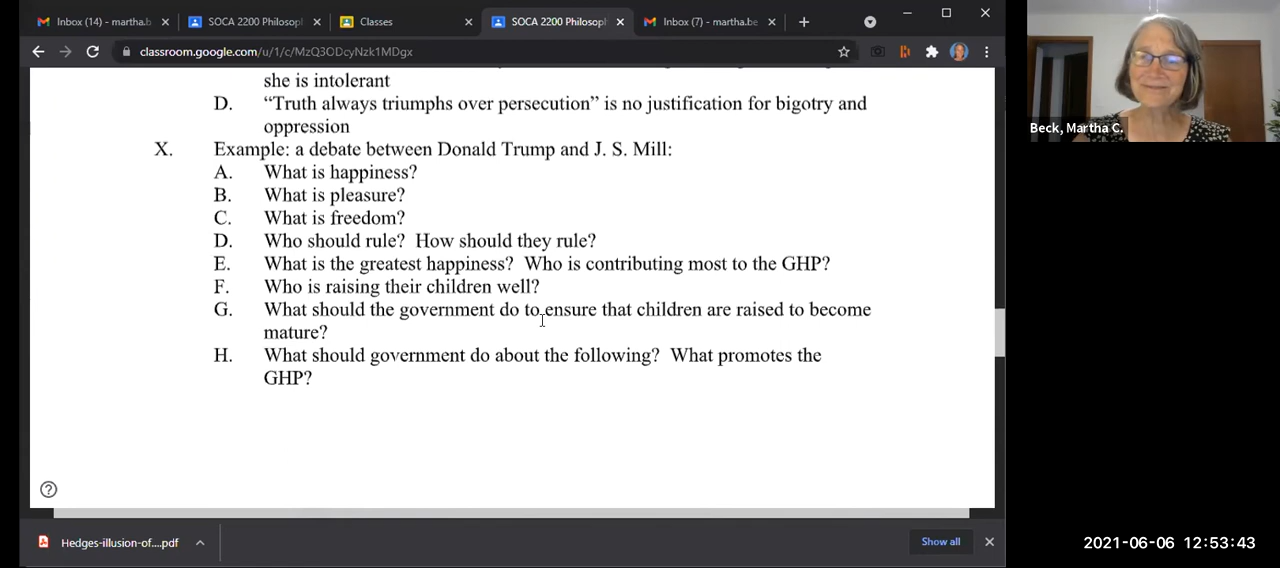 Inbox (14) - martha.b
SOCA 2200 Philosoph
Classes
SOCA 2200 Philosoph
Inbox (7) - martha.be
classroom.google.com/u/1/c/MzQ3ODcyNzk1MDgx
she is intolerant
D. “Truth always triumphs over persecution” is no justification for bigotry and
oppression
X. Example: a debate between Donald Trump and J. S. Mill:
A. What is happiness?
B. What is pleasure?
C. What is freedom?
D. Who should rule? How should they rule?
E. What is the greatest happiness? Who is contributing most to the GHP?
F. Who is raising their children well?
G. What should the government do to ensure that children are raised to become
mature?
H. What should government do about the following? What promotes the
GHP?
Hedges-illusion-of....pdf
Show all
Beck, Martha C.
2021-06-06 12:53:43